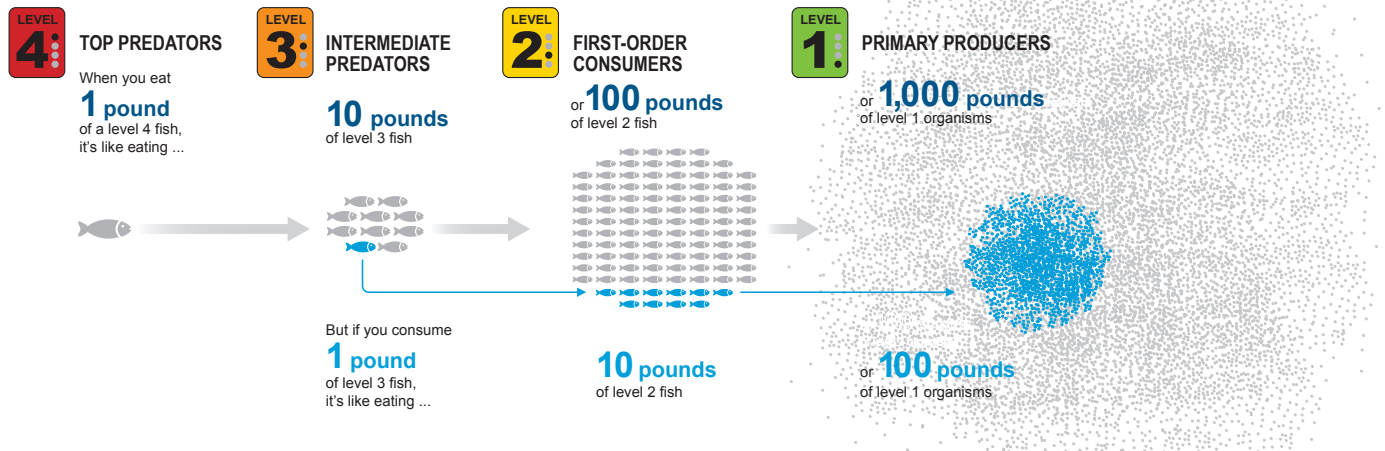 LEVEL
4
TOP PREDATORS
When you eat
1 pound
of a level 4 fish,
it's like eating ...
LEVEL
3
INTERMEDIATE
PREDATORS
10 pounds
of level 3 fish
LEVEL
2
FIRST-ORDER
CONSUMERS
or 100 pounds
of level 2 fish
LEVEL
1
PRIMARY PRODUCERS
or 1,000 pounds
of level 1 organisms
But if you consume
1 pound
of level 3 fish,
it's like eating ...
10 pounds
of level 2 fish
or 100 pounds
of level 1 organisms